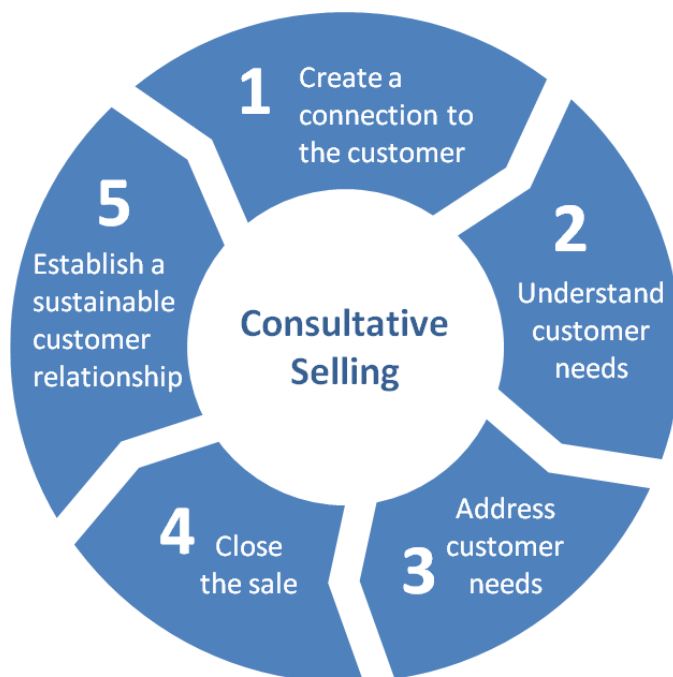 1
Create a
connection to
the customer
2
Understand
customer
needs
3
Address
customer
needs
4
Close
the sale
5
Establish a
sustainable
customer
relationship
Consultative
Selling